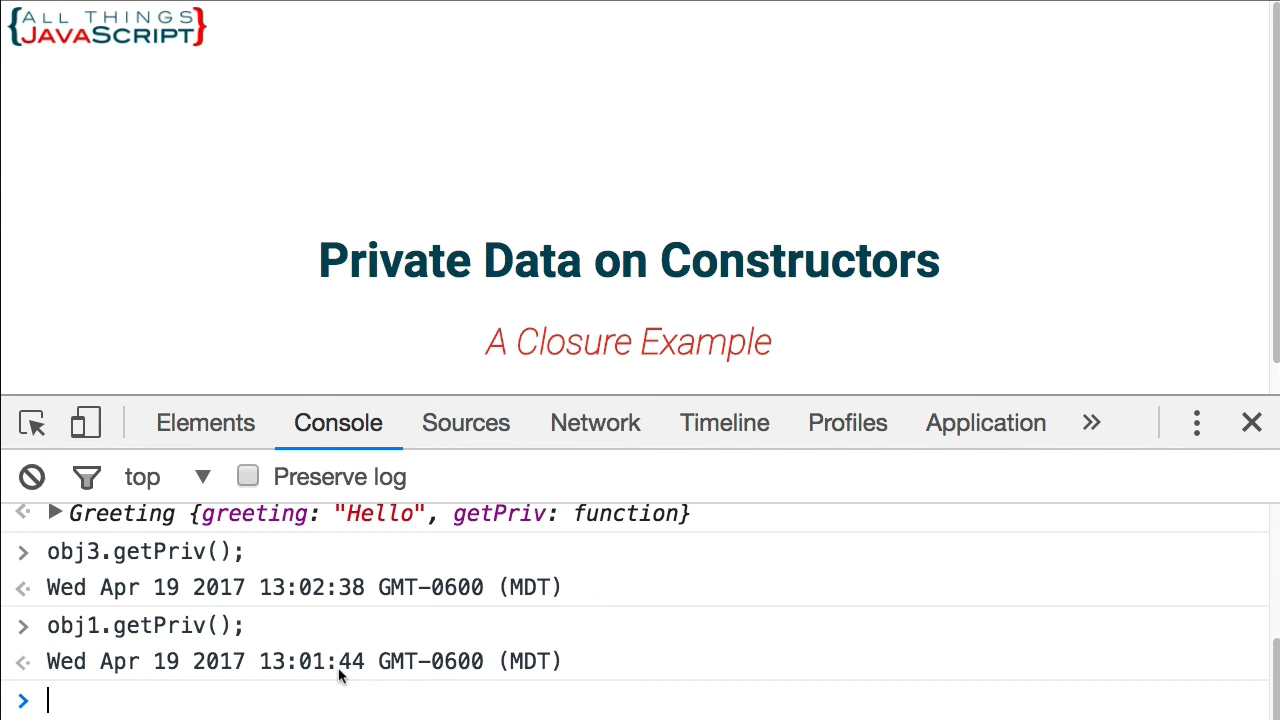 {ALL THINGS
JAVASCRIPT}
Private Data on Constructors
A Closure Example
Elements Console Sources Network Timeline Profiles Application »
top ▼ Preserve log
Greeting {greeting: "Hello", getPriv: function}
> obj3.getPriv();
Wed Apr 19 2017 13:02:38 GMT-0600 (MDT)
> obj1.getPriv();
Wed Apr 19 2017 13:01:44 GMT-0600 (MDT)
>